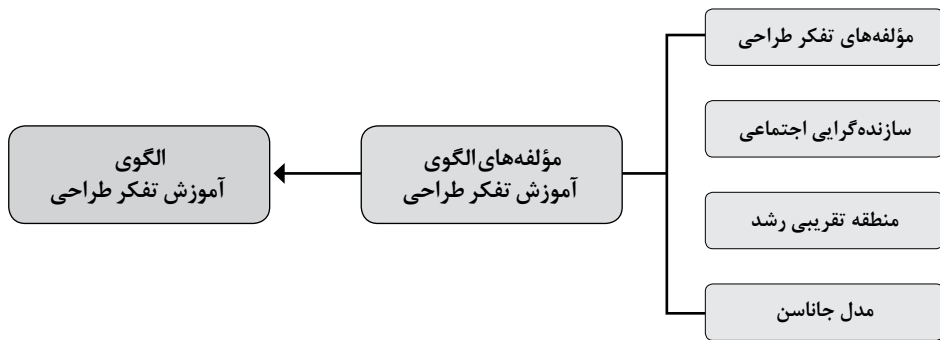 مؤلفه‌های تفکر طراحی
سازنده‌گرایی اجتماعی
منطقه تقریبی رشد
مدل جاناسن
مؤلفه‌های الگوی
آموزش تفکر طراحی
الگوی
آموزش تفکر طراحی